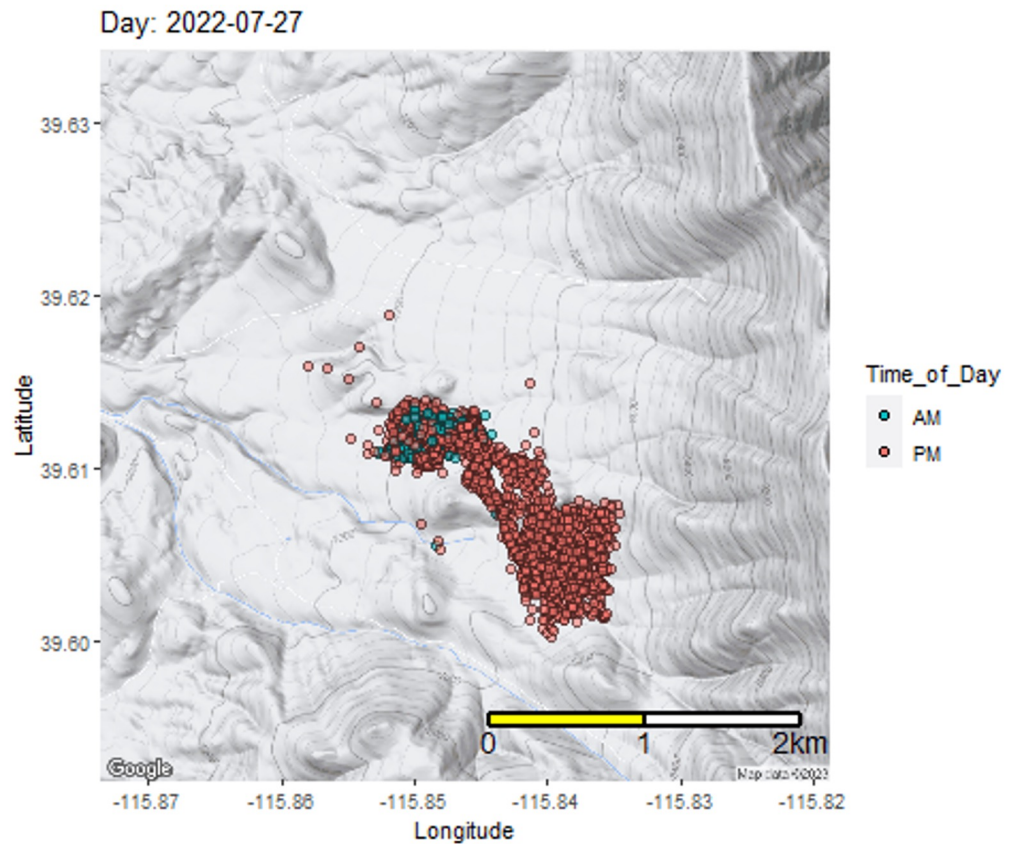 Day: 2022-07-27
39.63
39.62
39.61
39.60
Latitude
Time_of_Day
AM
PM
0 1 2km
Google
Map data ©2023
-115.87 -115.86 -115.85 -115.84 -115.83 -115.82
Longitude